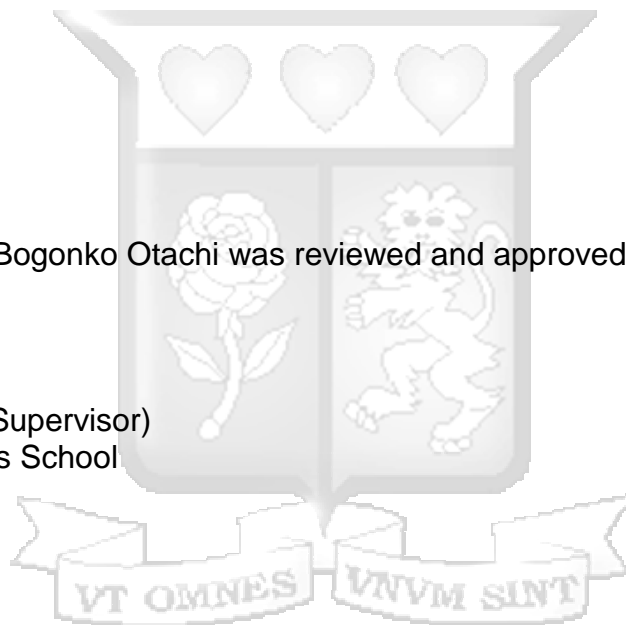 Bogonko Otachi was reviewed and approved
Supervisor)
s School
VT OMNES VNVM SINT